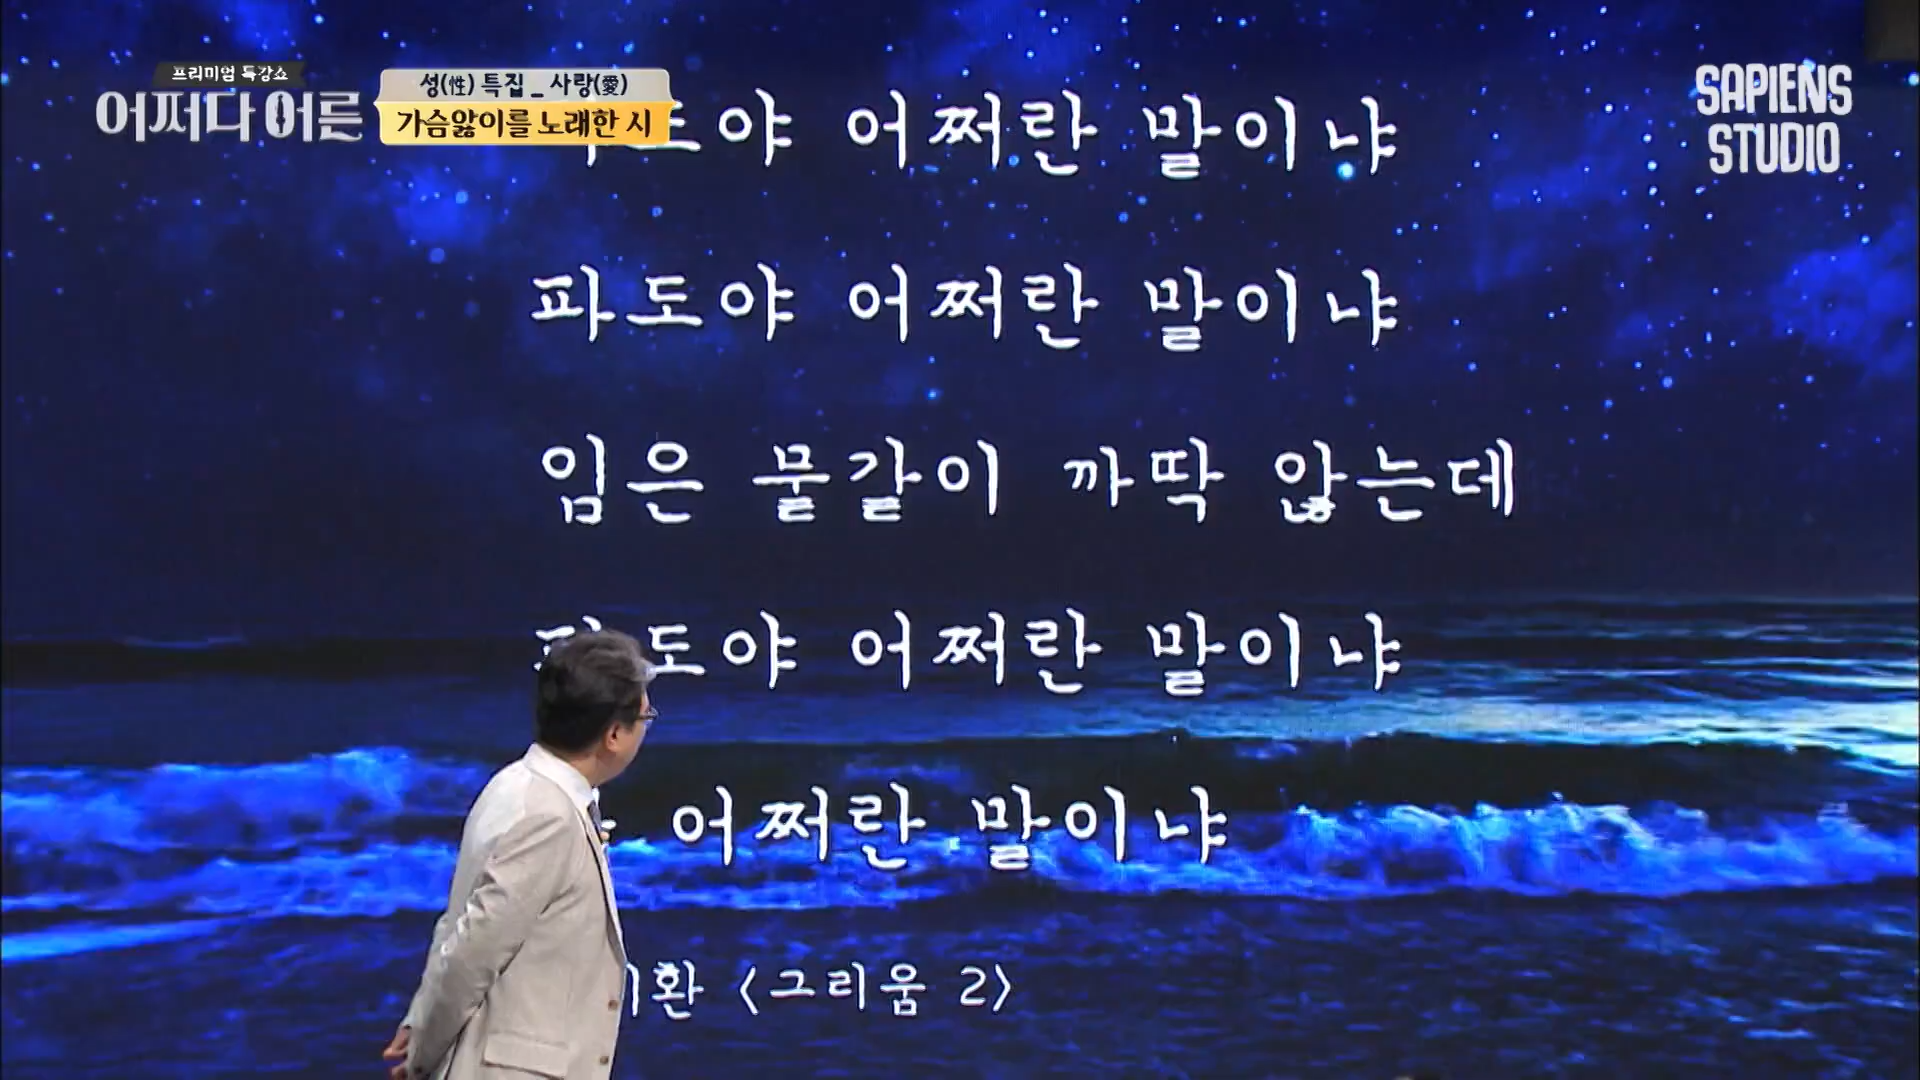 프리미엄 특강쇼
어쩌다 어른
성(性) 특집 _ 사랑(愛)
가슴앓이를 노래한 시
SAPIENS
STUDIO
야 어쩌란 말이냐
파도야 어쩌란 말이냐
임은 물같이 까딱 않는데
파도야 어쩌란 말이냐
어쩌란 말이냐
환 〈그리움 2〉